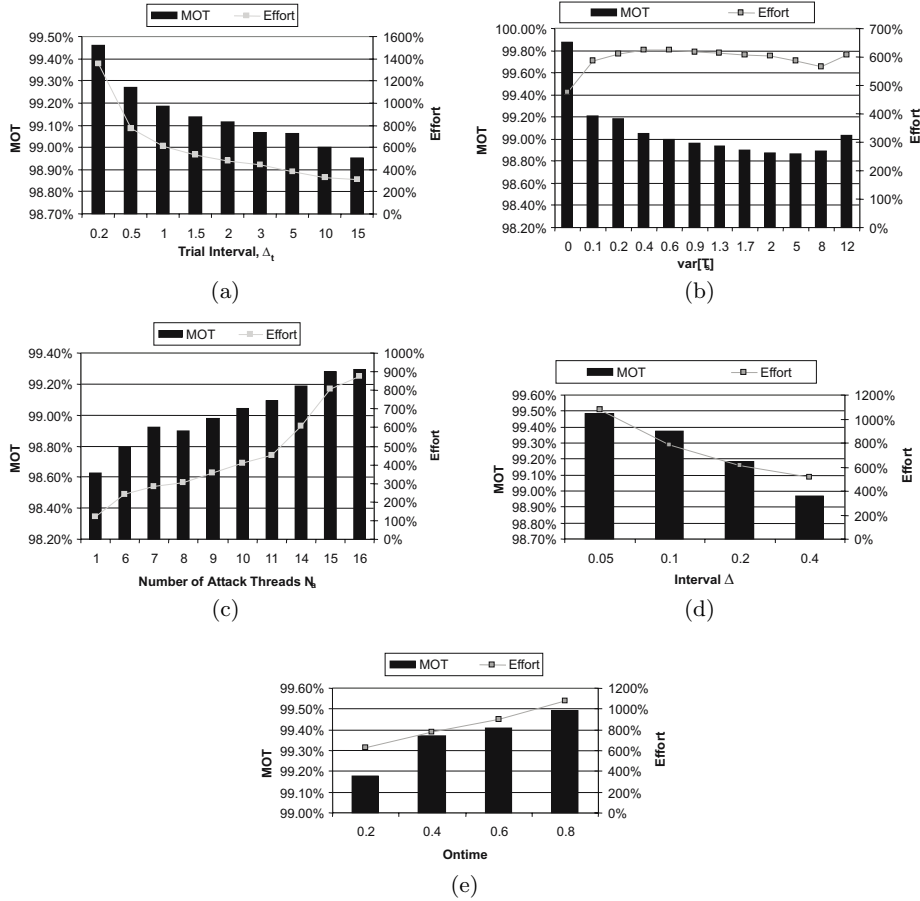 MOT Effort
99.50% 1600%
99.40% 1400%
99.30% 1200%
99.20% 1000%
99.10% 800%
99.00% 600%
98.90% 400%
98.80% 200%
98.70% 0%
MOT
Effort
0.2 0.5 1 1.5 2 3 5 10 15
Trial Interval, Δt
(a)
MOT Effort
100.00% 700%
99.80% 600%
99.60% 500%
99.40% 400%
99.20% 300%
99.00% 200%
98.80% 100%
98.60% 0%
98.40%
98.20%
MOT
Effort
0 0.1 0.2 0.4 0.6 0.9 1.3 1.7 2 5 8 12
var[Ts]
(b)
MOT Effort
99.40% 1000%
99.20% 900%
99.00% 800%
98.80% 700%
98.60% 600%
98.40% 500%
98.20% 400%
300%
200%
100%
0%
MOT
Effort
1 6 7 8 9 10 11 14 15 16
Number of Attack Threads Na
(c)
MOT Effort
99.60% 1200%
99.50% 1000%
99.40% 800%
99.30% 600%
99.20% 400%
99.10% 200%
99.00% 0%
98.90%
98.80%
98.70%
MOT
Effort
0.05 0.1 0.2 0.4
Interval Δ
(d)
MOT Effort
99.60% 1200%
99.50% 1000%
99.40% 800%
99.30% 600%
99.20% 400%
99.10% 200%
99.00% 0%
MOT
Effort
0.2 0.4 0.6 0.8
Ontime
(e)